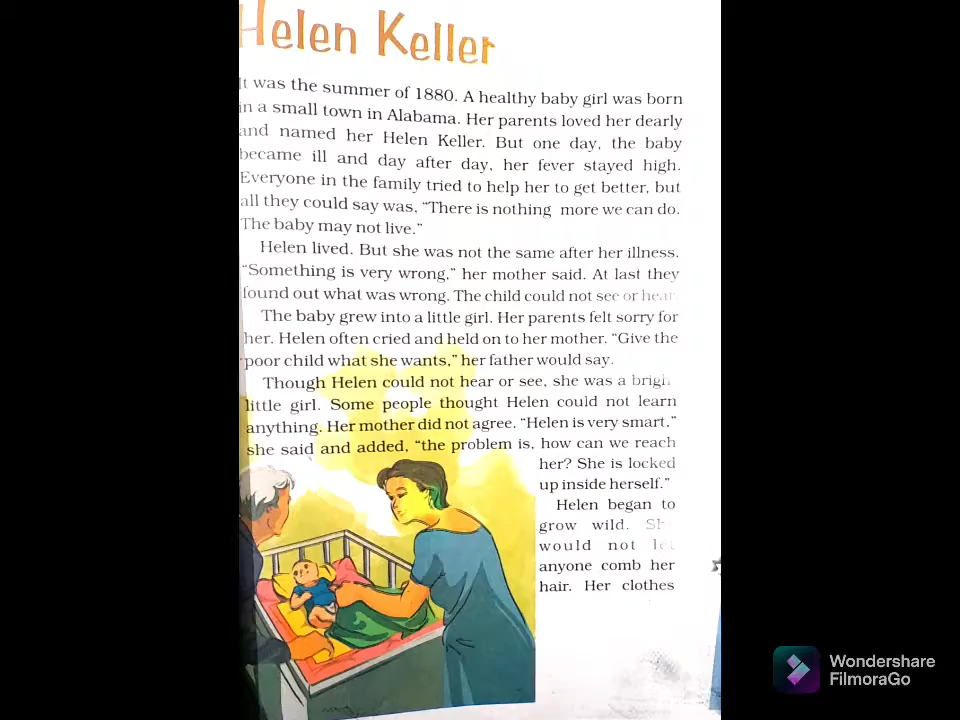 Helen Keller
It was the summer of 1880. A healthy baby girl was born
in a small town in Alabama. Her parents loved her dearly
and named her Helen Keller. But one day, the baby
became ill and day after day, her fever stayed high.
Everyone in the family tried to help her to get better, but
all they could say was, “There is nothing more we can do.
The baby may not live.”
Helen lived. But she was not the same after her illness.
“Something is very wrong,” her mother said. At last they
found out what was wrong. The child could not see or hear.
The baby grew into a little girl. Her parents felt sorry for
her. Helen often cried and held on to her mother. “Give the
poor child what she wants,” her father would say.
Though Helen could not hear or see, she was a bright
little girl. Some people thought Helen could not learn
anything. Her mother did not agree. “Helen is very smart,”
she said and added, “the problem is, how can we reach
her? She is locked
up inside herself.”
Helen began to
grow wild. She
would not let
anyone comb her
hair. Her clothes
Wondershare
FilmoraGo